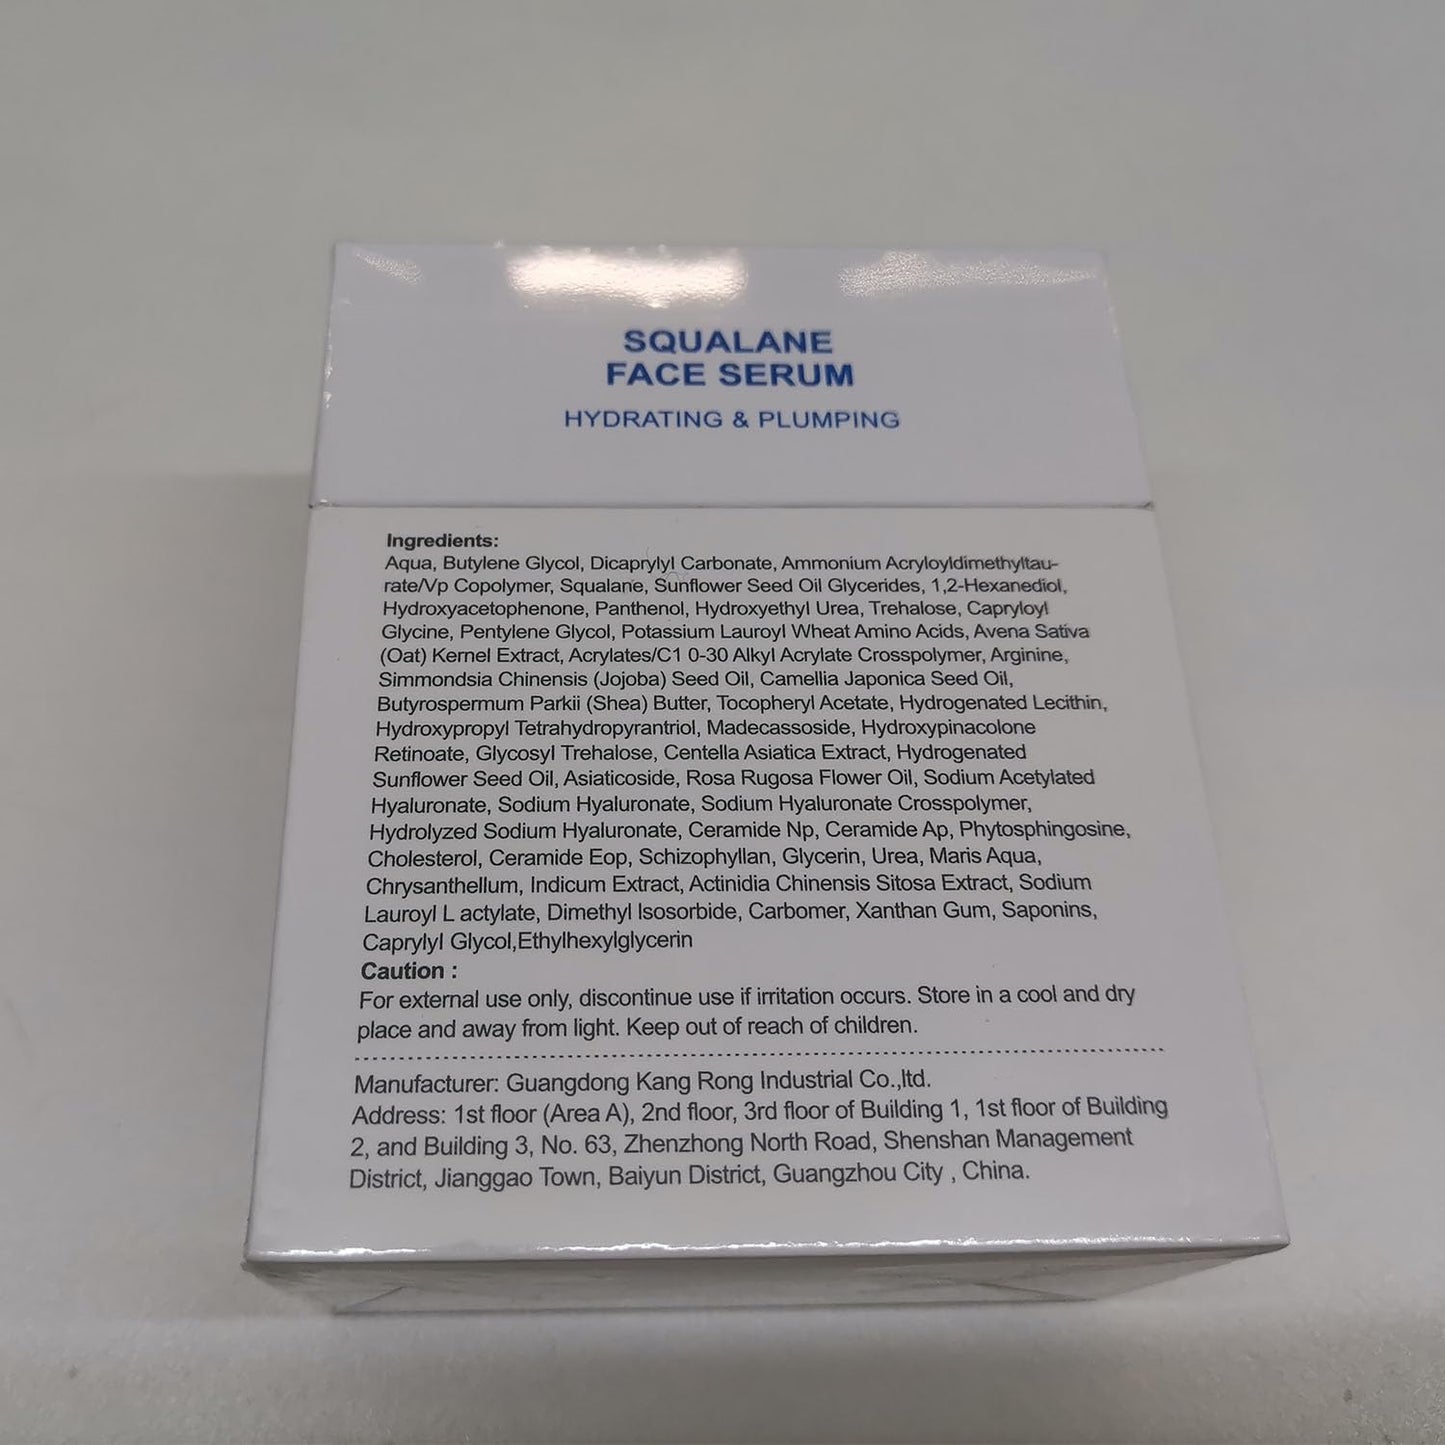 SQUALANE
FACE SERUM
HYDRATING & PLUMPING
Ingredients:
Aqua, Butylene Glycol, Dicaprylyl Carbonate, Ammonium Acryloyldimethyltau-
rate/Vp Copolymer, Squalane, Sunflower Seed Oil Glycerides, 1,2-Hexanediol,
Hydroxyacetophenone, Panthenol, Hydroxyethyl Urea, Trehalose, Capryloyl
Glycine, Pentylene Glycol, Potassium Lauroyl Wheat Amino Acids, Avena Sativa
(Oat) Kernel Extract, Acrylates/C1 0-30 Alkyl Acrylate Crosspolymer, Arginine,
Simmondsia Chinensis (Jojoba) Seed Oil, Camellia Japonica Seed Oil,
Butyrospermum Parkii (Shea) Butter, Tocopheryl Acetate, Hydrogenated Lecithin,
Hydroxypropyl Tetrahydropyrantriol, Madecassoside, Hydroxypinacolone
Retinoate, Glycosyl Trehalose, Centella Asiatica Extract, Hydrogenated
Sunflower Seed Oil, Asiaticoside, Rosa Rugosa Flower Oil, Sodium Acetylated
Hyaluronate, Sodium Hyaluronate, Sodium Hyaluronate Crosspolymer,
Hydrolyzed Sodium Hyaluronate, Ceramide Np, Ceramide Ap, Phytosphingosine,
Cholesterol, Ceramide Eop, Schizophyllan, Glycerin, Urea, Maris Aqua,
Chrysanthellum, Indicum Extract, Actinidia Chinensis Sitosa Extract, Sodium
Lauroyl L actylate, Dimethyl Isosorbide, Carbomer, Xanthan Gum, Saponins,
Caprylyl Glycol,Ethylhexylglycerin
Caution :
For external use only, discontinue use if irritation occurs. Store in a cool and dry
place and away from light. Keep out of reach of children.
Manufacturer: Guangdong Kang Rong Industrial Co.,ltd.
Address: 1st floor (Area A), 2nd floor, 3rd floor of Building 1, 1st floor of Building
2, and Building 3, No. 63, Zhenzhong North Road, Shenshan Management
District, Jianggao Town, Baiyun District, Guangzhou City , China.